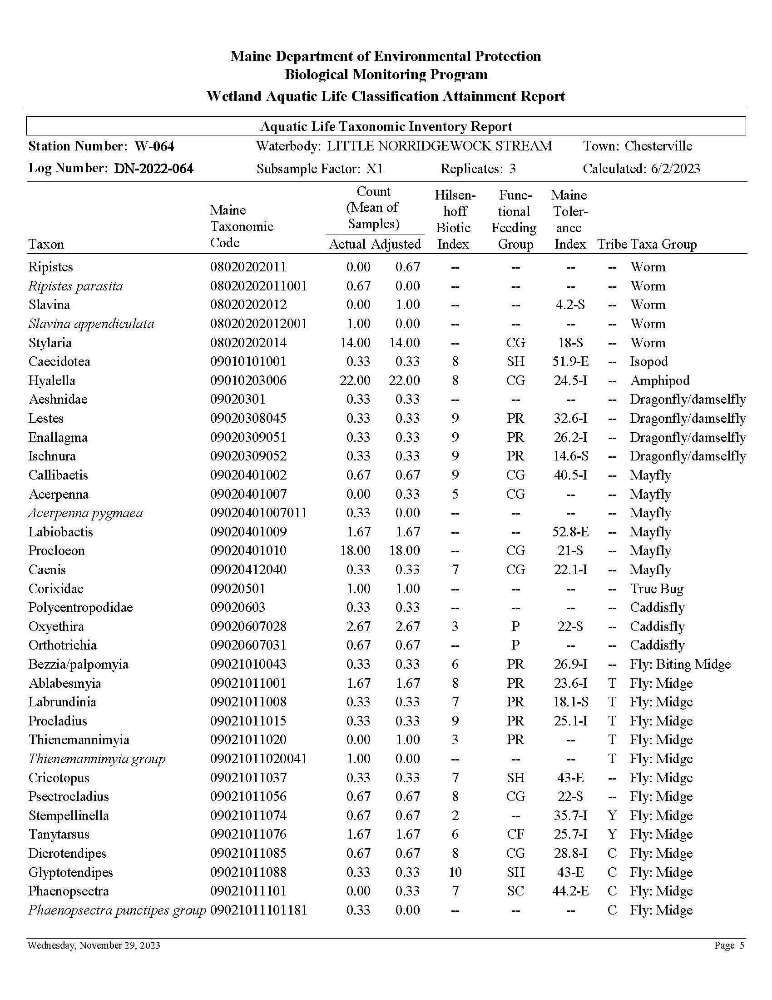 Maine Department of Environmental Protection
Biological Monitoring Program
Wetland Aquatic Life Classification Attainment Report
Aquatic Life Taxonomic Inventory Report
Station Number: W-064 Waterbody: LITTLE NORRIDGEWOCK STREAM Town: Chesterville
Log Number: DN-2022-064 Subsample Factor: X1 Replicates: 3 Calculated: 6/2/2023
Taxon
Maine
Taxonomic
Code
Count
(Mean of
Samples)
Actual Adjusted
Hilsen-
hoff
Biotic
Index
Func-
tional
Feeding
Group
Maine
Toler-
ance
Index
Tribe Taxa Group
Ripistes 08020202011 0.00 0.67 -- -- -- -- Worm
Ripistes parasita 08020202011001 0.67 0.00 -- -- -- -- Worm
Slavina 08020202012 0.00 1.00 -- -- 4.2-S -- Worm
Slavina appendiculata 08020202012001 1.00 0.00 -- -- -- -- Worm
Stylaria 08020202014 14.00 14.00 -- CG 18-S -- Worm
Caecidotea 09010101001 0.33 0.33 8 SH 51.9-E -- Isopod
Hyalella 09010203006 22.00 22.00 8 CG 24.5-I -- Amphipod
Aeshnidae 09020301 0.33 0.33 -- -- -- -- Dragonfly/damselfly
Lestes 09020308045 0.33 0.33 9 PR 32.6-I -- Dragonfly/damselfly
Enallagma 09020309051 0.33 0.33 9 PR 26.2-I -- Dragonfly/damselfly
Ischnura 09020309052 0.33 0.33 9 PR 14.6-S -- Dragonfly/damselfly
Callibaetis 09020401002 0.67 0.67 9 CG 40.5-I -- Mayfly
Acerpenna 09020401007 0.00 0.33 5 CG -- -- Mayfly
Acerpenna pygmaea 09020401007011 0.33 0.00 -- -- -- -- Mayfly
Labiobaetis 09020401009 1.67 1.67 -- -- 52.8-E -- Mayfly
Procloeon 09020401010 18.00 18.00 -- CG 21-S -- Mayfly
Caenis 09020412040 0.33 0.33 7 CG 22.1-I -- Mayfly
Corixidae 09020501 1.00 1.00 -- -- -- -- True Bug
Polycentropodidae 09020603 0.33 0.33 -- -- -- -- Caddisfly
Oxyethira 09020607028 2.67 2.67 3 P 22-S -- Caddisfly
Orthotrichia 09020607031 0.67 0.67 -- P -- -- Caddisfly
Bezzia/palpomyia 09021010043 0.33 0.33 6 PR 26.9-I -- Fly: Biting Midge
Ablabesmyia 09021011001 1.67 1.67 8 PR 23.6-I T Fly: Midge
Labrundinia 09021011008 0.33 0.33 7 PR 18.1-S T Fly: Midge
Procladius 09021011015 0.33 0.33 9 PR 25.1-I T Fly: Midge
Thienemannimyia 09021011020 0.00 1.00 3 PR -- T Fly: Midge
Thienemannimyia group 09021011020041 1.00 0.00 -- -- -- T Fly: Midge
Cricotopus 09021011037 0.33 0.33 7 SH 43-E -- Fly: Midge
Psectrocladius 09021011056 0.67 0.67 8 CG 22-S -- Fly: Midge
Stempellinella 09021011074 0.67 0.67 2 -- 35.7-I Y Fly: Midge
Tanytarsus 09021011076 1.67 1.67 6 CF 25.7-I Y Fly: Midge
Dicrotendipes 09021011085 0.67 0.67 8 CG 28.8-I C Fly: Midge
Glyptotendipes 09021011088 0.33 0.33 10 SH 43-E C Fly: Midge
Phaenopsectra 09021011101 0.00 0.33 7 SC 44.2-E C Fly: Midge
Phaenopsectra punctipes group 09021011101181 0.33 0.00 -- -- -- C Fly: Midge
Wednesday, November 29, 2023 Page 5